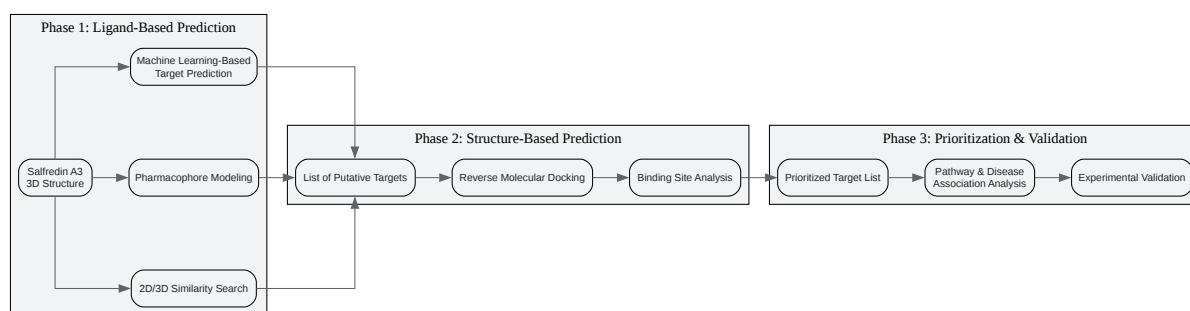 Phase 1: Ligand-Based Prediction
Machine Learning-Based
Target Prediction
Salfredin A3
3D Structure
Pharmacophore Modeling
2D/3D Similarity Search
Phase 2: Structure-Based Prediction
List of Putative Targets
Reverse Molecular Docking
Binding Site Analysis
Phase 3: Prioritization & Validation
Prioritized Target List
Pathway & Disease
Association Analysis
Experimental Validation